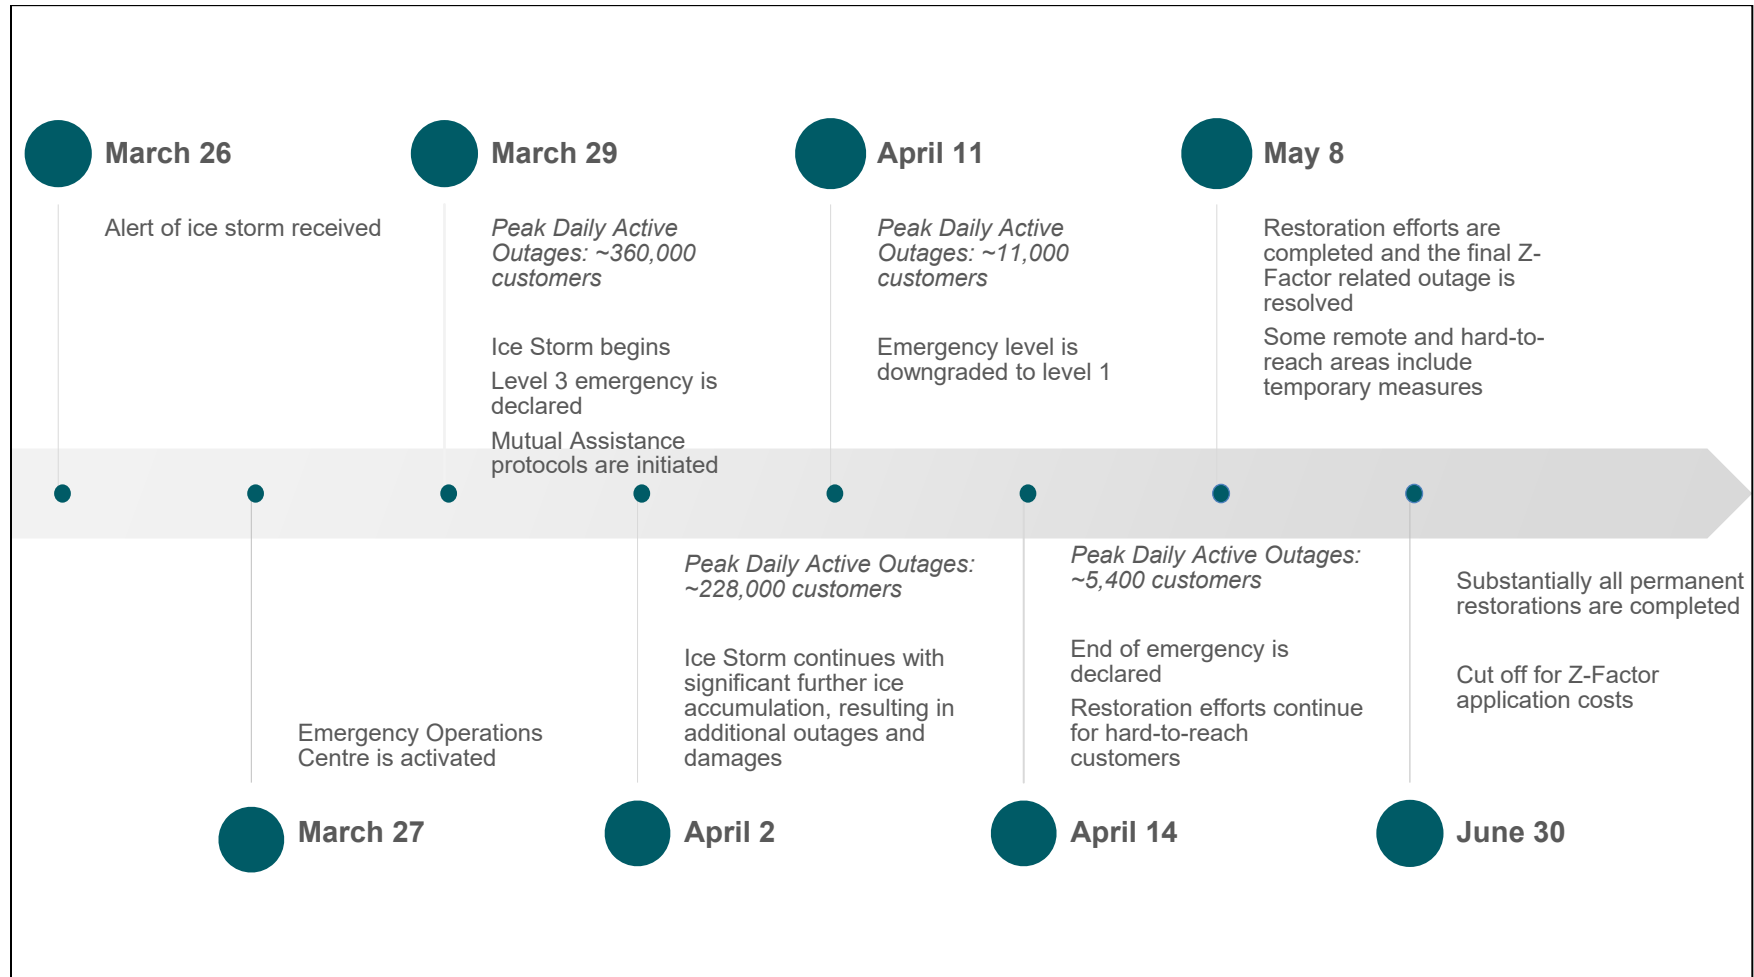 March 26
Alert of ice storm received
March 29
Peak Daily Active
Outages: ~360,000
customers
Ice Storm begins
Level 3 emergency is
declared
Mutual Assistance
protocols are initiated
April 11
Peak Daily Active
Outages: ~11,000
customers
Emergency level is
downgraded to level 1
May 8
Restoration efforts are
completed and the final Z-
Factor related outage is
resolved
Some remote and hard-to-
reach areas include
temporary measures
Emergency Operations
Centre is activated
March 27
Peak Daily Active Outages:
~228,000 customers
Ice Storm continues with
significant further ice
accumulation, resulting in
additional outages and
damages
April 2
Peak Daily Active Outages:
~5,400 customers
End of emergency is
declared
Restoration efforts continue
for hard-to-reach
customers
April 14
Substantially all permanent
restorations are completed
Cut off for Z-Factor
application costs
June 30